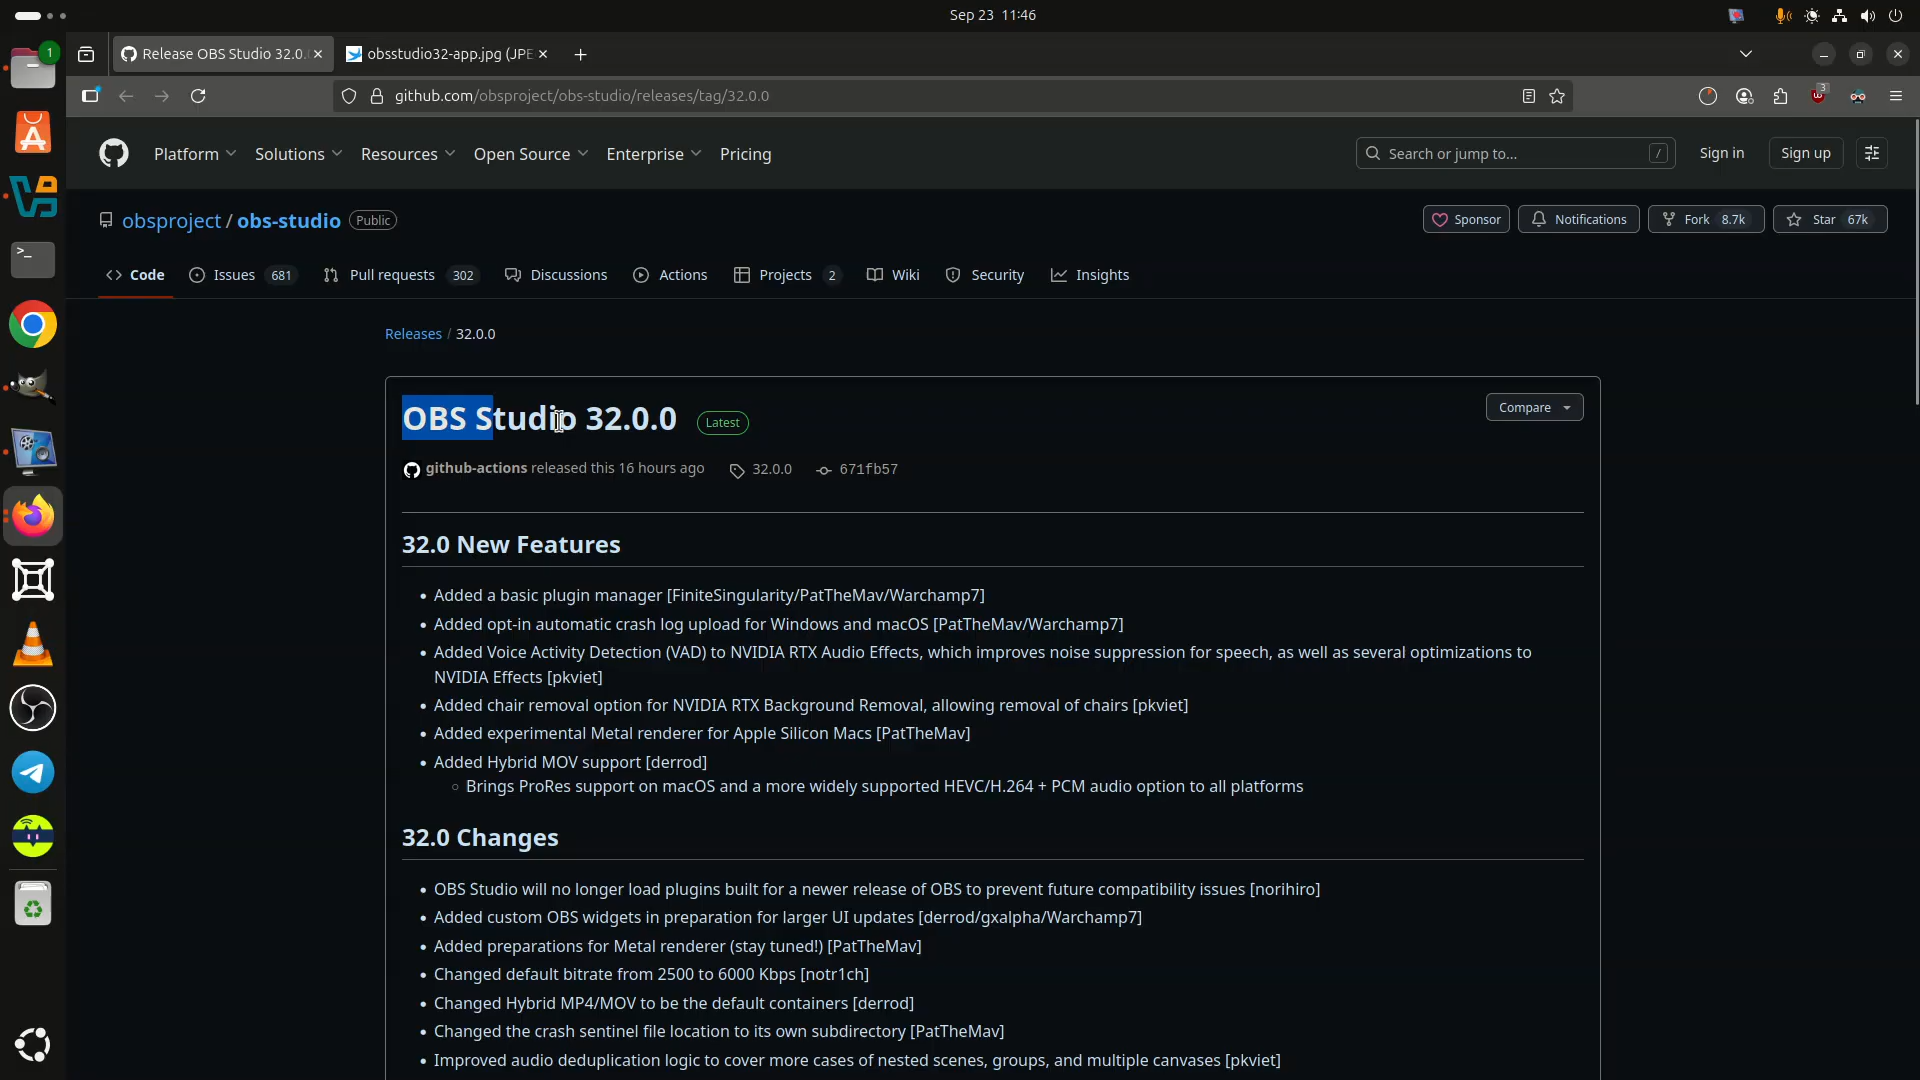 Sep 23 11:46
1
Release OBS Studio 32.0.
obsstudio32-app.jpg (JPE
github.com/obsproject/obs-studio/releases/tag/32.0.0
3
Platform
Solutions
Resources
Open Source
Enterprise
Pricing
Search or jump to...
/
Sign in
Sign up
obsproject / obs-studio
Public
Sponsor
Notifications
Fork 8.7k
Star 67k
Code
Issues 681
Pull requests 302
Discussions
Actions
Projects 2
Wiki
Security
Insights
Releases / 32.0.0
OBS Studio 32.0.0
Latest
Compare
github-actions released this 16 hours ago
32.0.0
671fb57
32.0 New Features
• Added a basic plugin manager [FiniteSingularity/PatTheMav/Warchamp7]
• Added opt-in automatic crash log upload for Windows and macOS [PatTheMav/Warchamp7]
• Added Voice Activity Detection (VAD) to NVIDIA RTX Audio Effects, which improves noise suppression for speech, as well as several optimizations to
NVIDIA Effects [pkviet]
• Added chair removal option for NVIDIA RTX Background Removal, allowing removal of chairs [pkviet]
• Added experimental Metal renderer for Apple Silicon Macs [PatTheMav]
• Added Hybrid MOV support [derrod]
◦ Brings ProRes support on macOS and a more widely supported HEVC/H.264 + PCM audio option to all platforms
32.0 Changes
• OBS Studio will no longer load plugins built for a newer release of OBS to prevent future compatibility issues [norihiro]
• Added custom OBS widgets in preparation for larger UI updates [derrod/gxalpha/Warchamp7]
• Added preparations for Metal renderer (stay tuned!) [PatTheMav]
• Changed default bitrate from 2500 to 6000 Kbps [notr1ch]
• Changed Hybrid MP4/MOV to be the default containers [derrod]
• Changed the crash sentinel file location to its own subdirectory [PatTheMav]
• Improved audio deduplication logic to cover more cases of nested scenes, groups, and multiple canvases [pkviet]